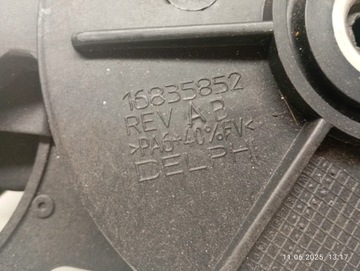 16835852
REV A B
>PA6+40%FV<
DELPHI
11.06.2025, 13:17